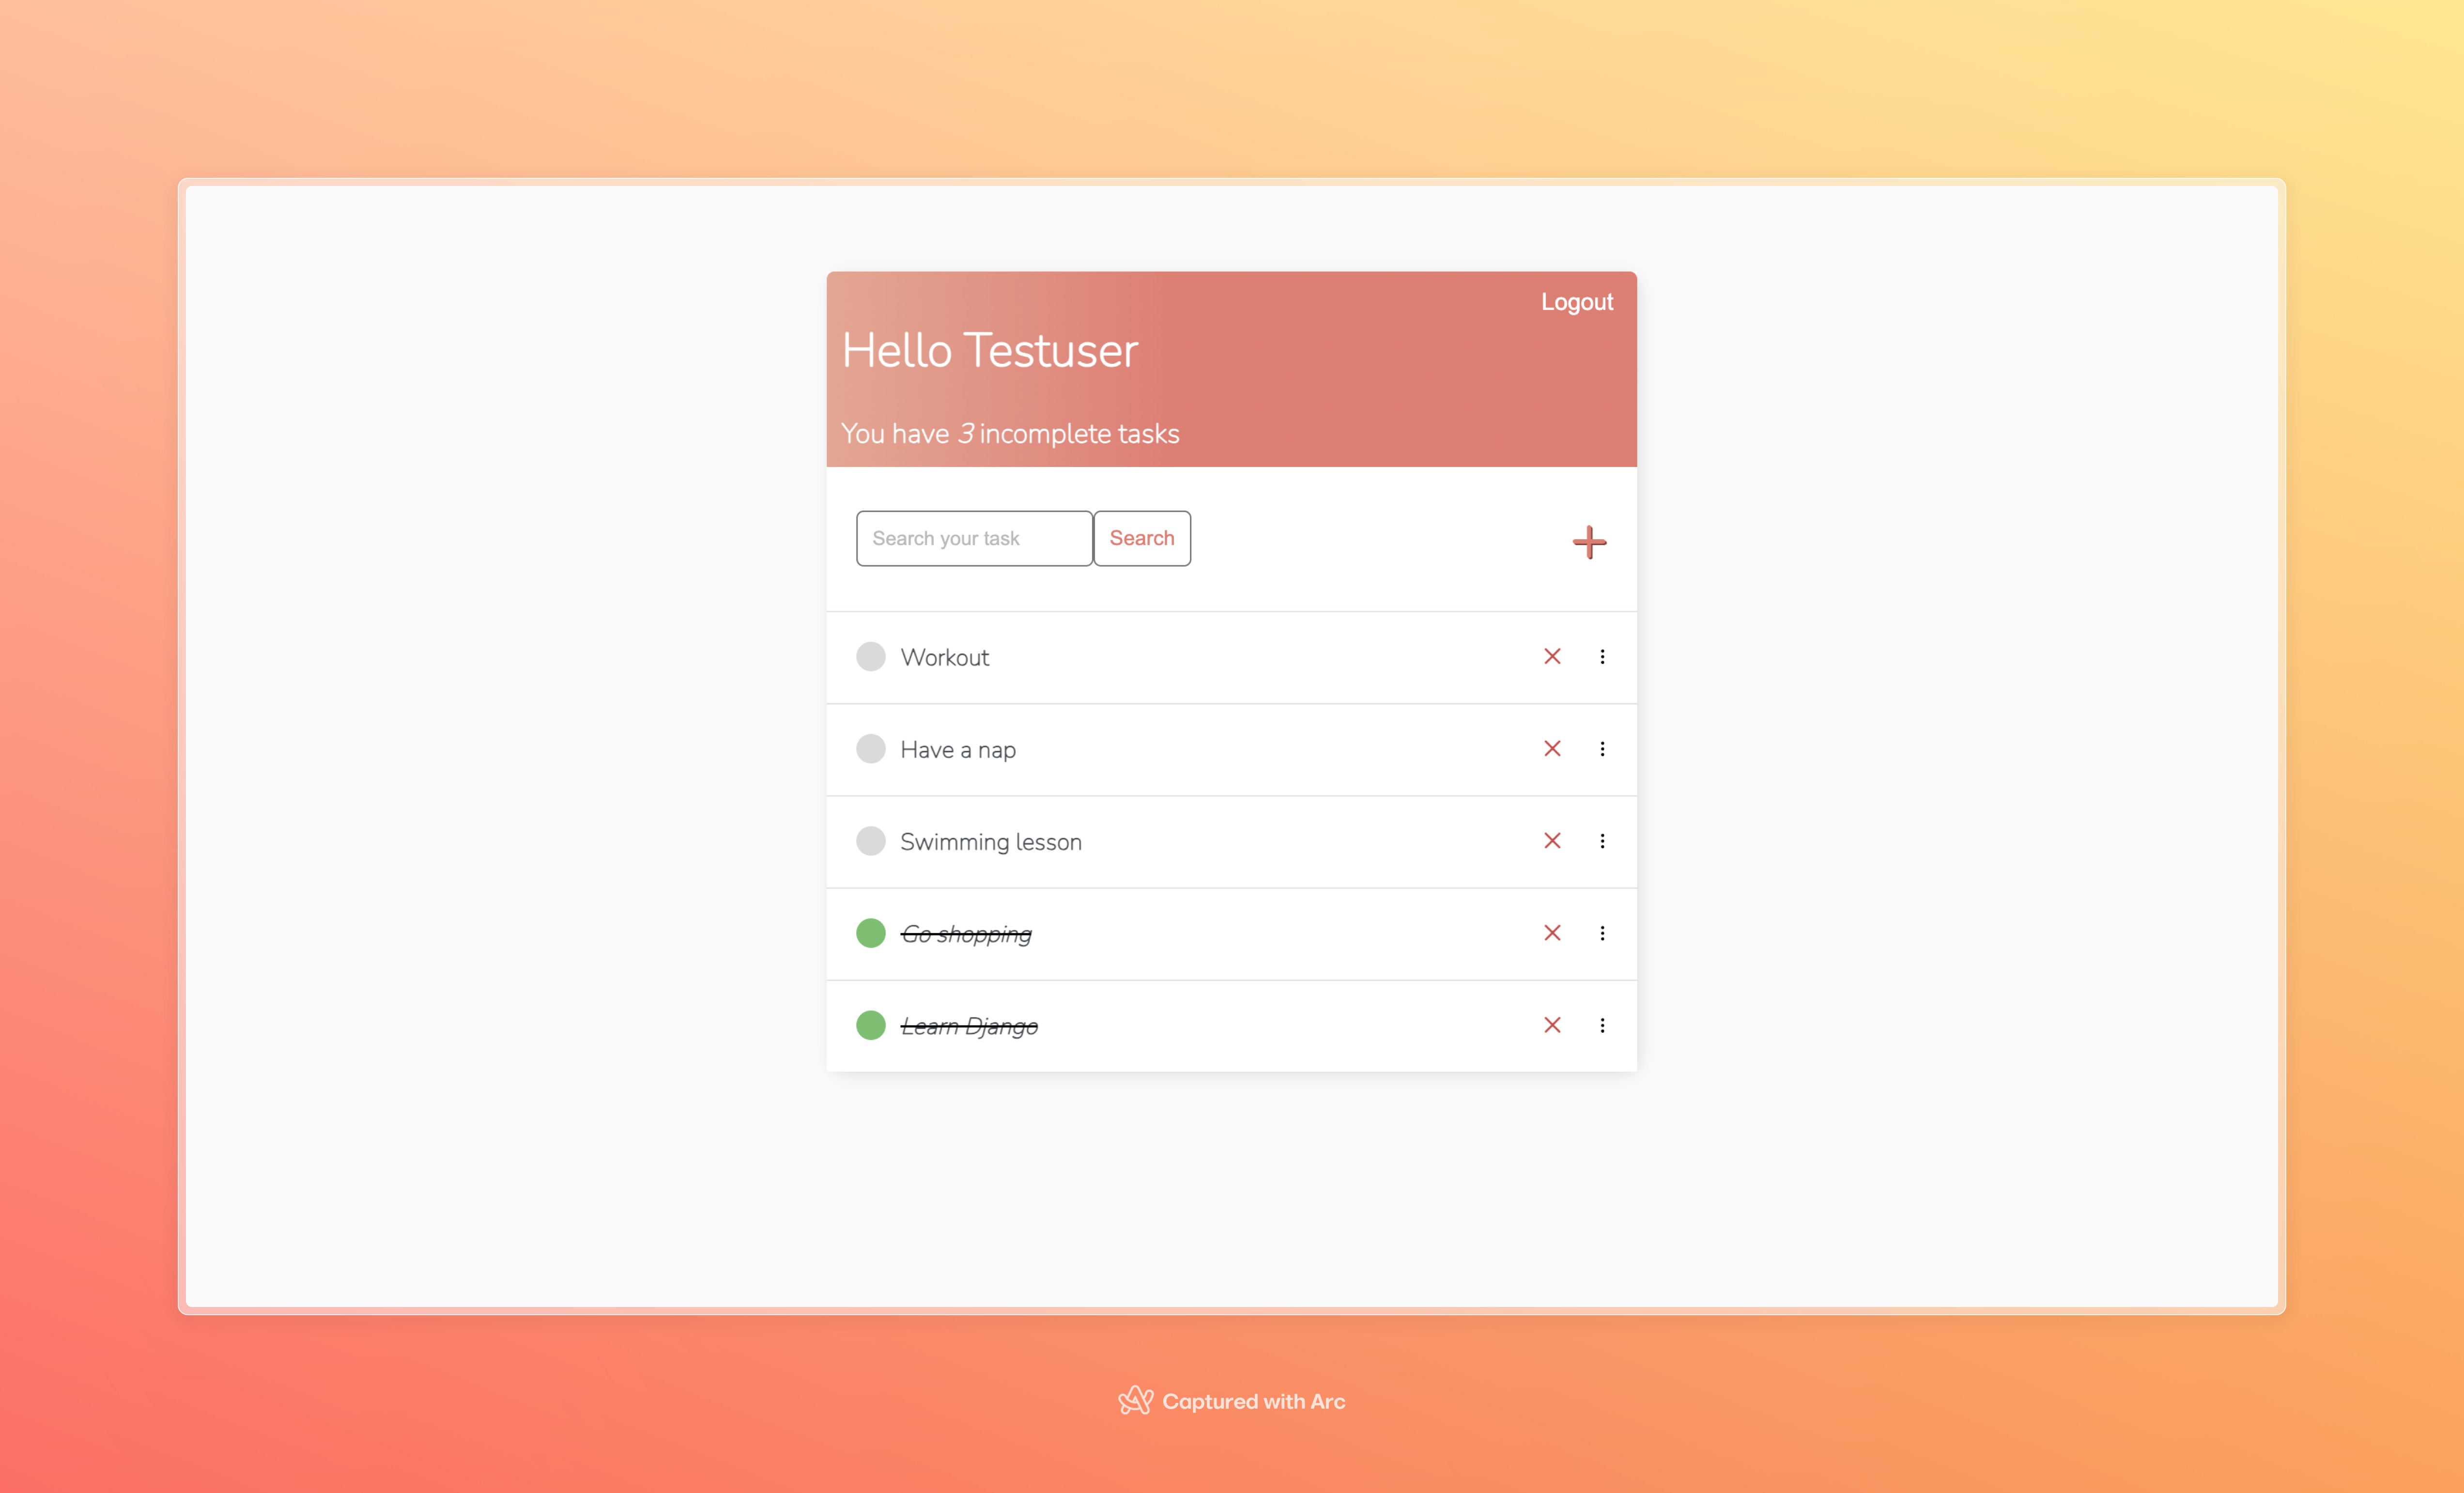 Logout
Hello Testuser
You have 3 incomplete tasks
Search your task Search
Workout
Have a nap
Swimming lesson
Go shopping
Learn Django
Captured with Arc